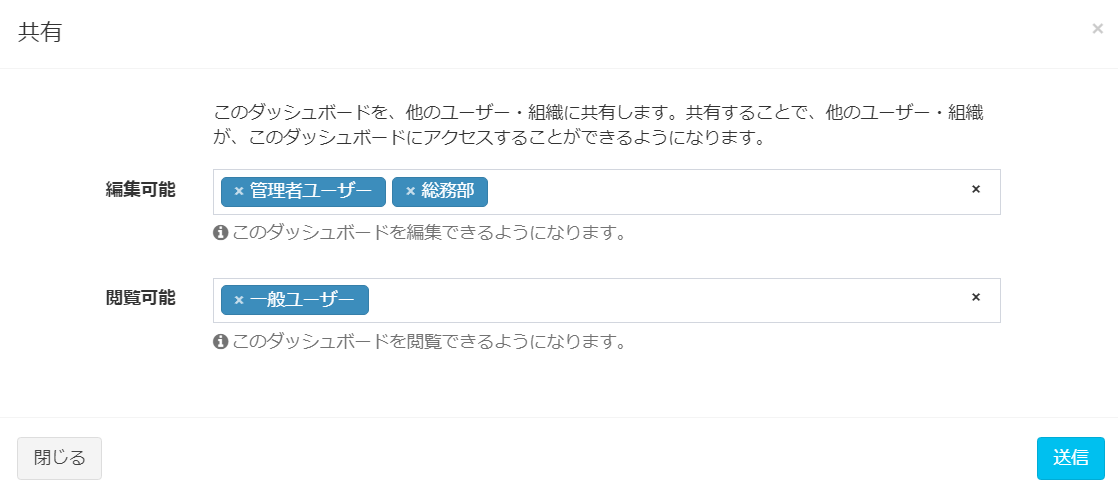 共有
×
このダッシュボードを、他のユーザー・組織に共有します。共有することで、他のユーザー・組織
が、このダッシュボードにアクセスすることができるようになります。
編集可能
× 管理者ユーザー × 総務部 ×
このダッシュボードを編集できるようになります。
閲覧可能
× 一般ユーザー ×
このダッシュボードを閲覧できるようになります。
閉じる
送信